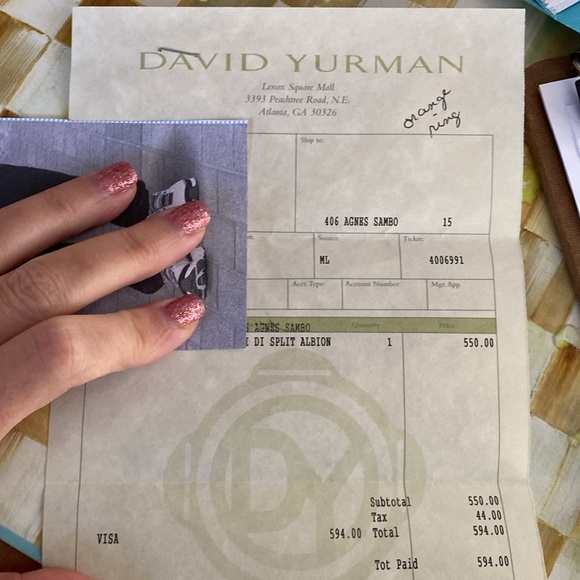 DAVID YURMAN
Lenox Square Mall
3393 Peachtree Road, N.E.
Atlanta, GA 30326
orange
ring
Ship to:
406 AGNES SAMBO 15
Source: Ticket:
ML 4006991
Acct.Type: Account Number: Mgr. App.
AGNES SAMBO Quantity Price
DI SPLIT ALBION 1 550.00
DY
Subtotal 550.00
Tax 44.00
VISA 594.00 Total 594.00
Tot Paid 594.00